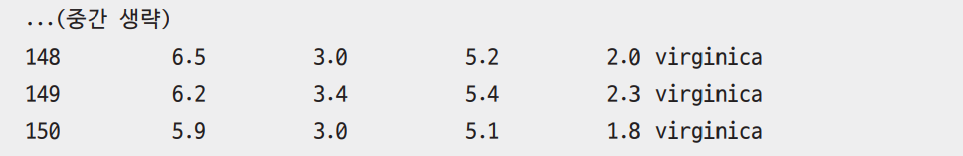 ...(중간 생략)
148 6.5 3.0 5.2 2.0 virginica
149 6.2 3.4 5.4 2.3 virginica
150 5.9 3.0 5.1 1.8 virginica